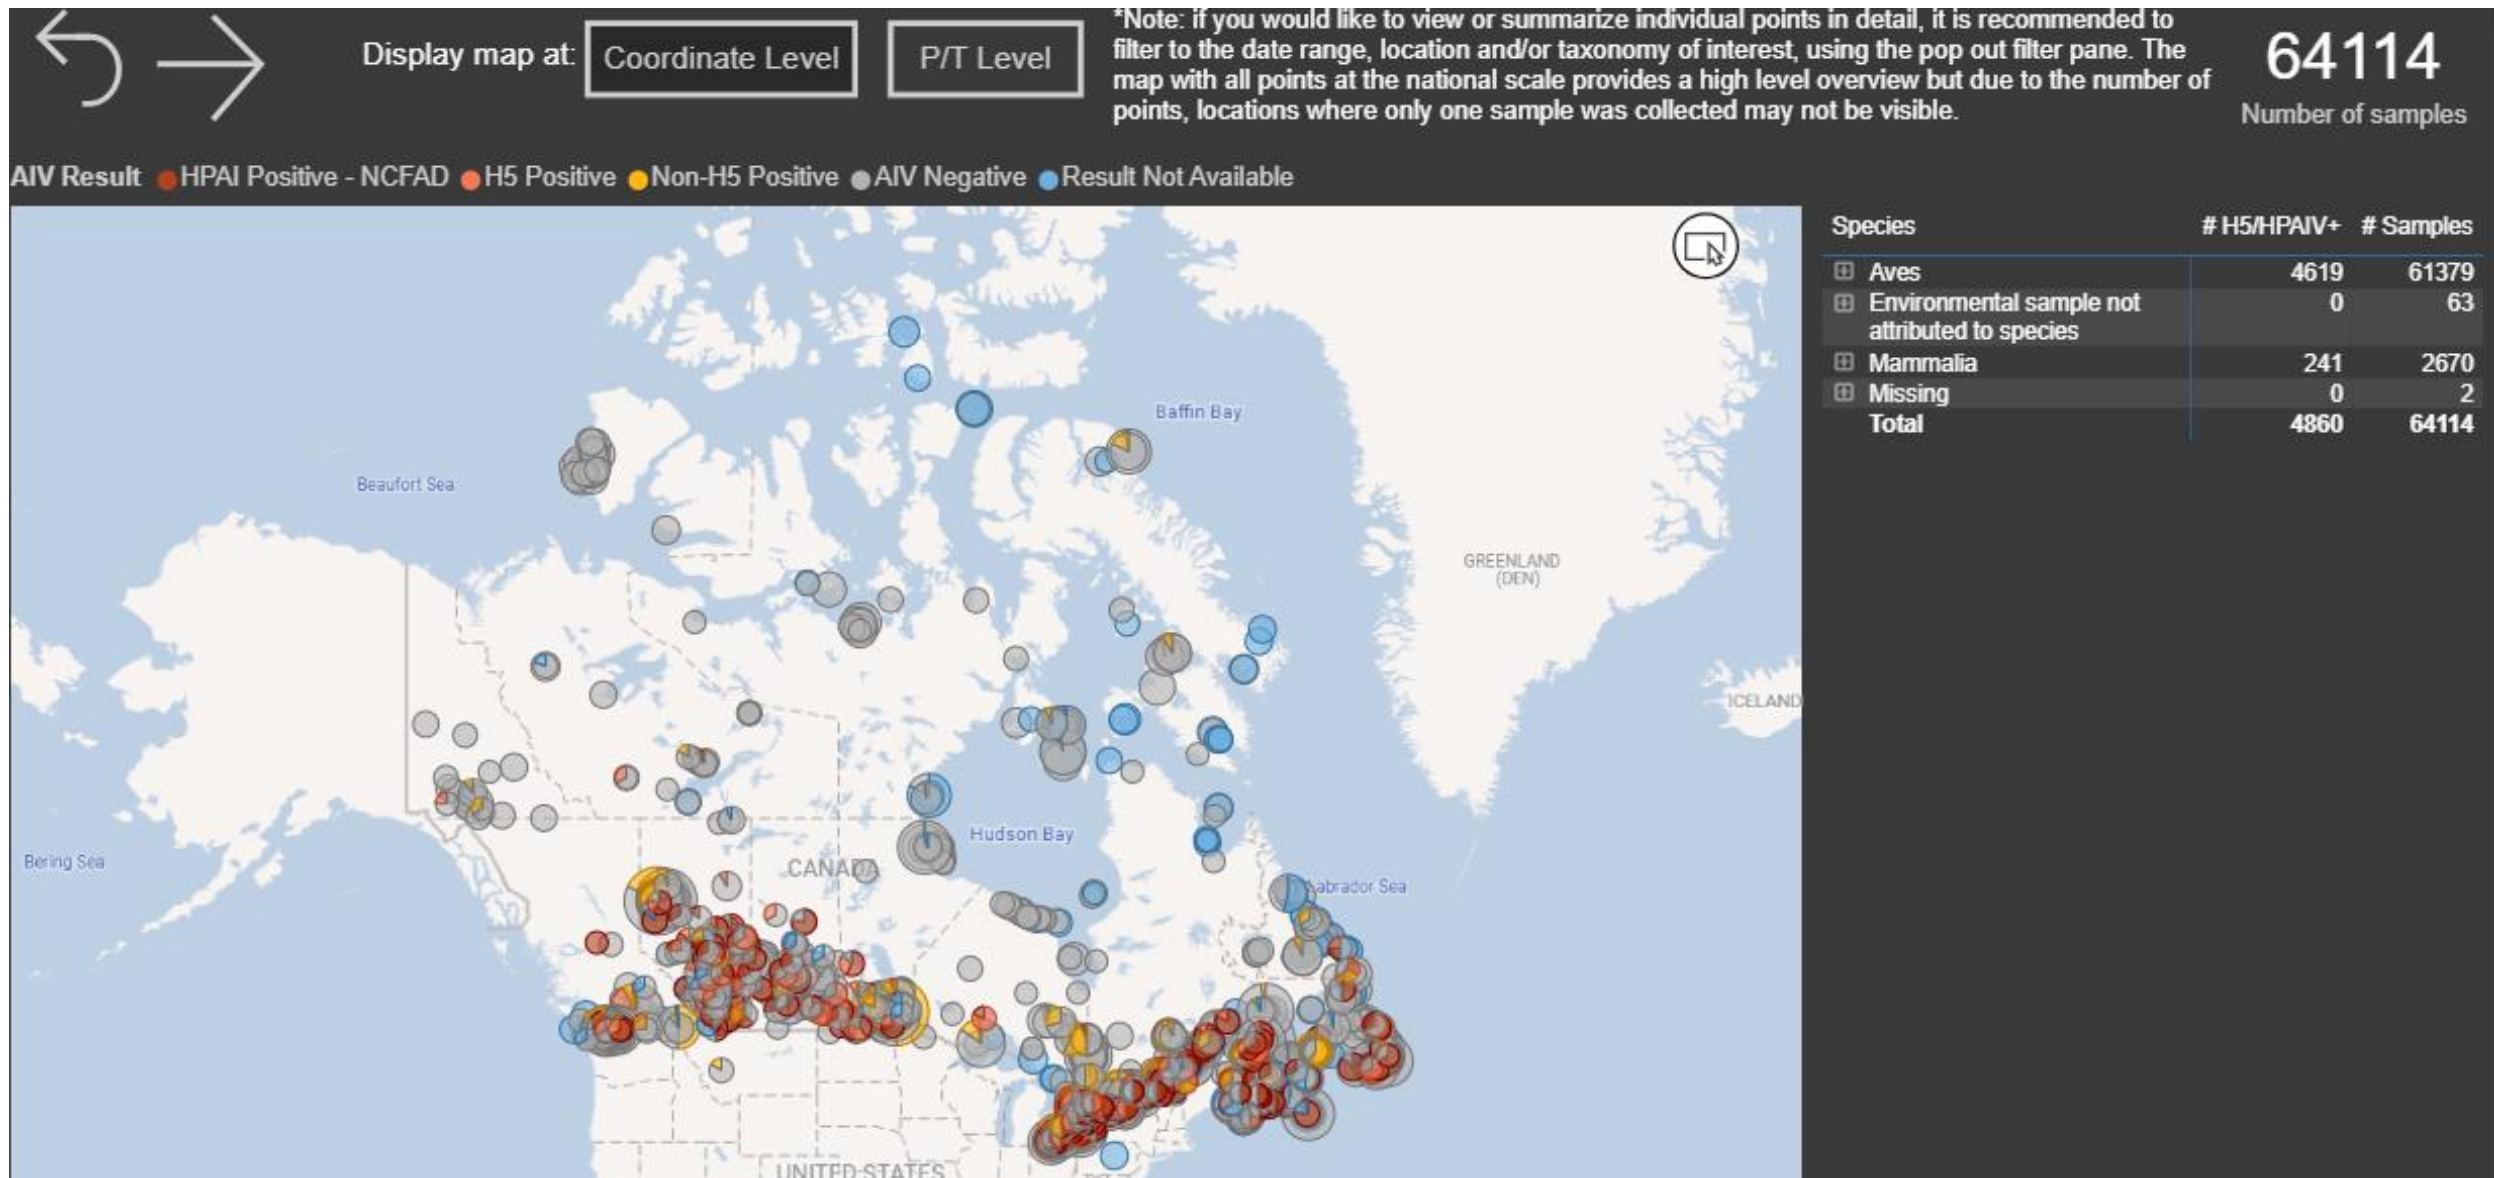 Display map at:
Coordinate Level
P/T Level
*Note: if you would like to view or summarize individual points in detail, it is recommended to
filter to the date range, location and/or taxonomy of interest, using the pop out filter pane. The
map with all points at the national scale provides a high level overview but due to the number of
points, locations where only one sample was collected may not be visible.
64114
Number of samples
AIV Result HPAI Positive - NCFAD H5 Positive Non-H5 Positive AIV Negative Result Not Available
Species # H5/HPAIV+ # Samples
Aves 4619 61379
Environmental sample not 0 63
attributed to species
Mammalia 241 2670
Missing 0 2
Total 4860 64114
Baffin Bay
Beaufort Sea
GREENLAND
(DEN)
ICELAND
Hudson Bay
Bering Sea
CANADA
Labrador Sea
UNITED STATES